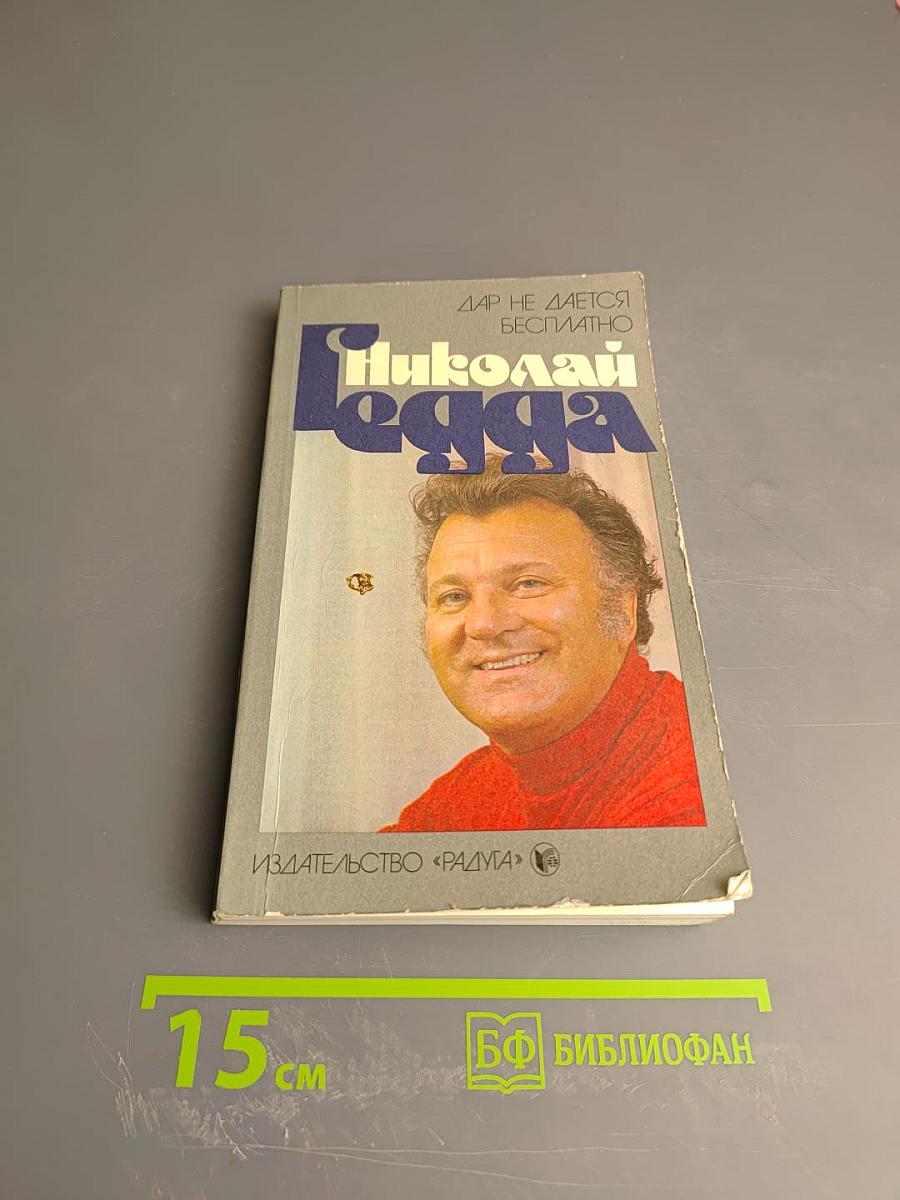 ДАР НЕ ДАЕТСЯ
БЕСПЛАТНО
Николай
Гедда
ИЗДАТЕЛЬСТВО «РАДУГА»
15 см
БФ БИБЛИОФАН